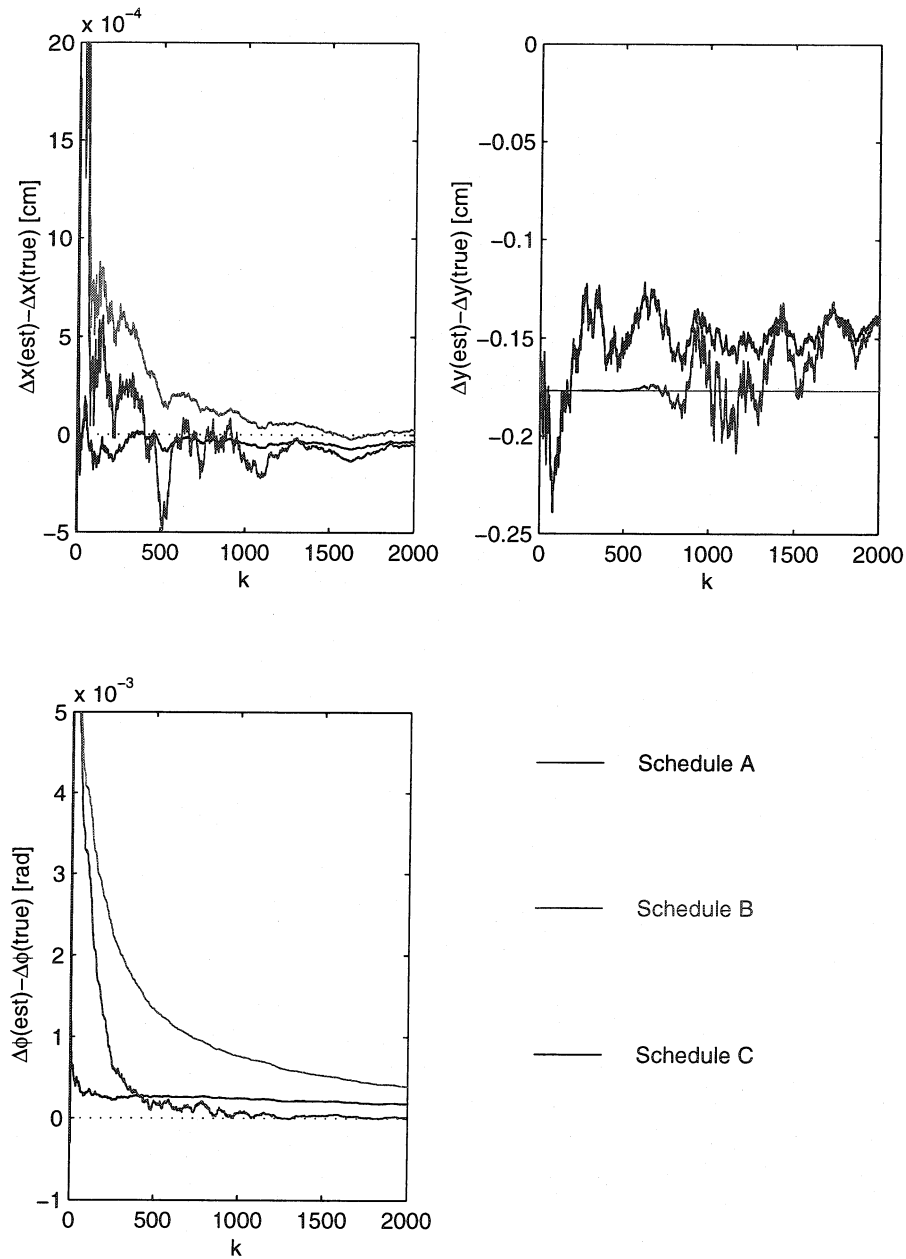 x 10⁻⁴
20
15
10
5
0
−5
0 500 1000 1500 2000
k
Δx(est)−Δx(true) [cm]
0
−0.05
−0.1
−0.15
−0.2
−0.25
0 500 1000 1500 2000
k
Δy(est)−Δy(true) [cm]
x 10⁻³
5
4
3
2
1
0
−1
0 500 1000 1500 2000
k
Δϕ(est)−Δϕ(true) [rad]
Schedule A
Schedule B
Schedule C